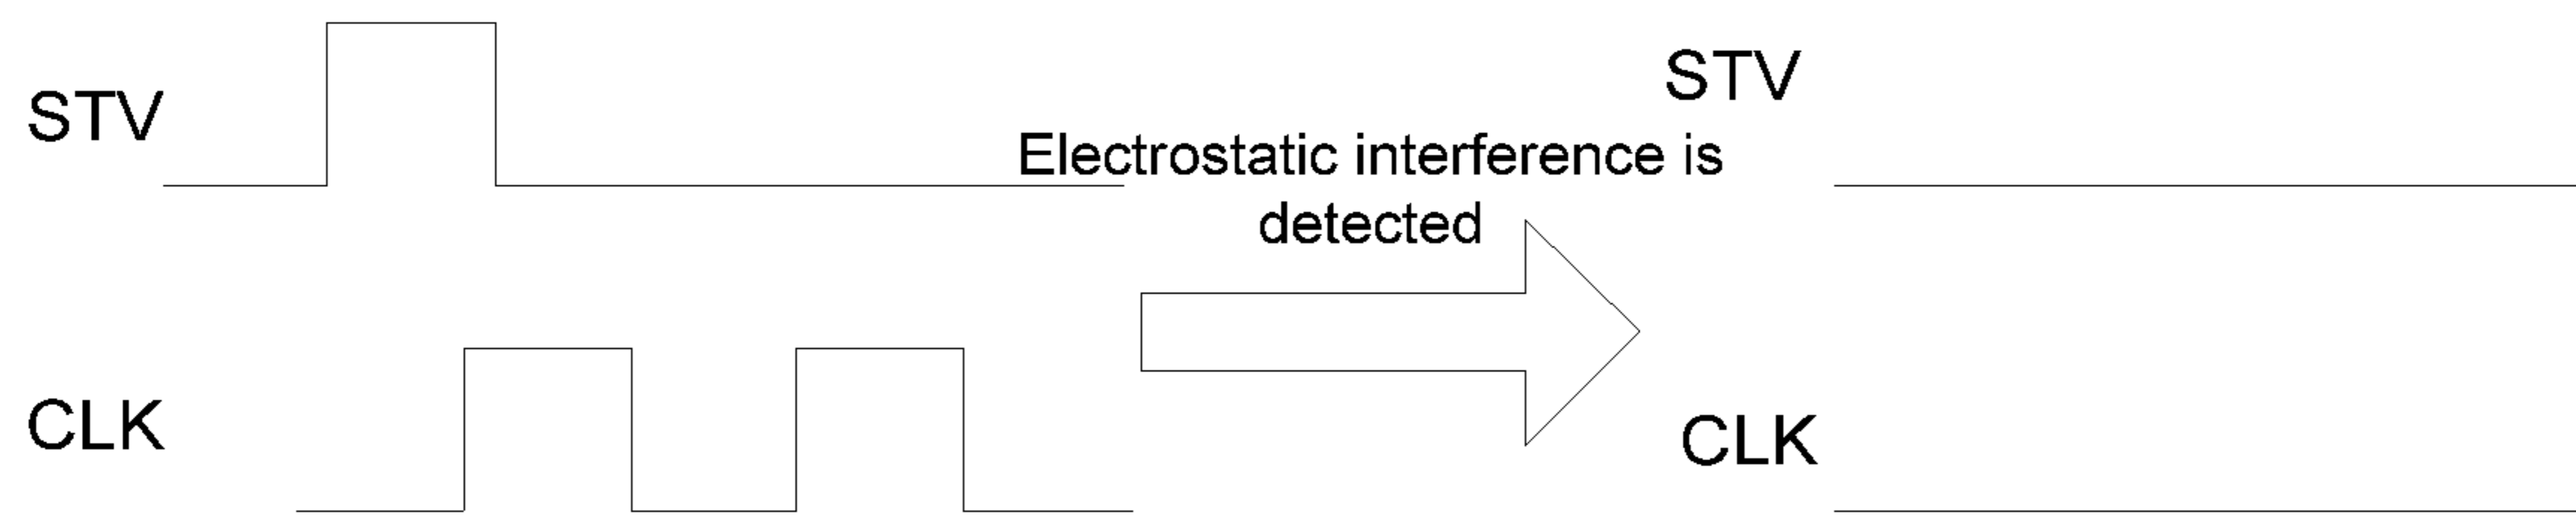 STV
STV
Electrostatic interference is
detected
CLK
CLK